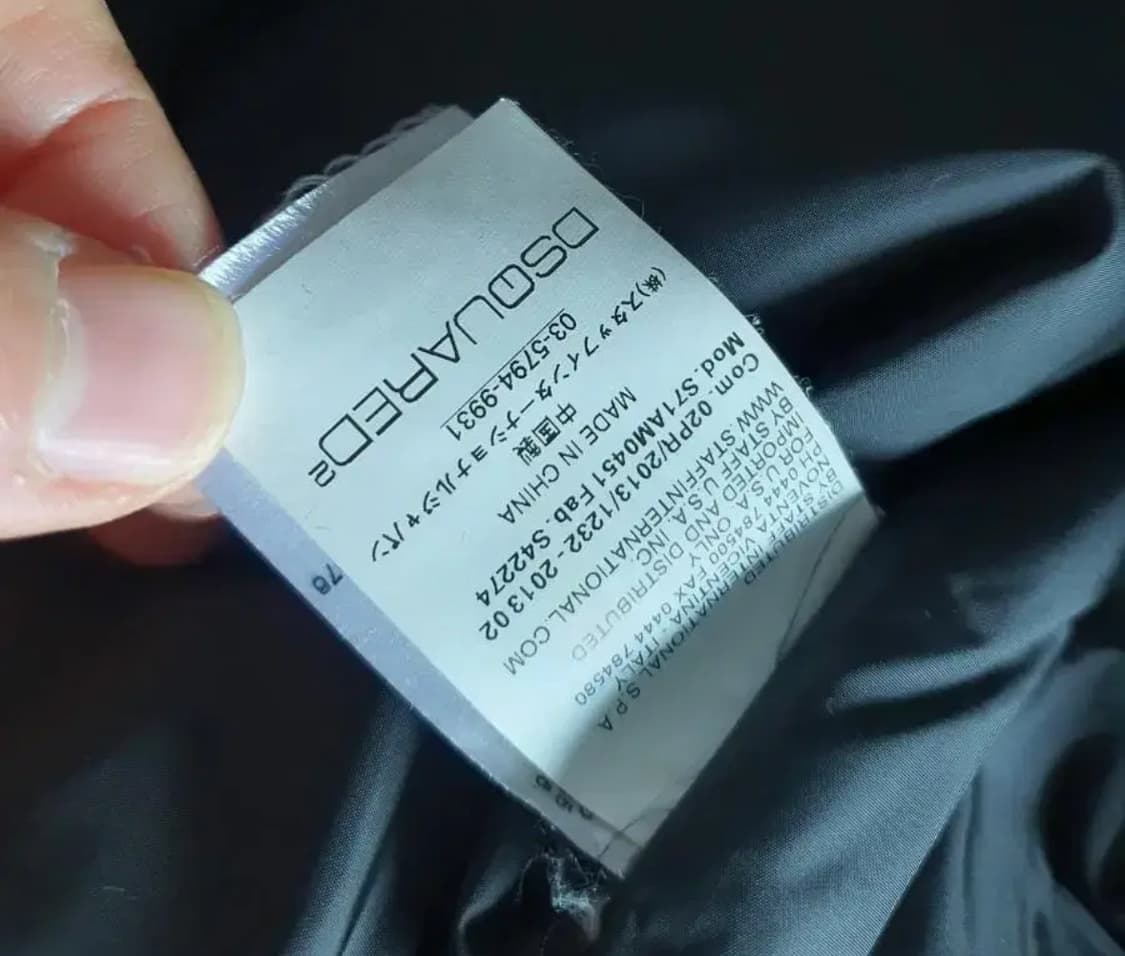 DISTRIBUTED
BY STAFF INTERNATIONAL S.P.A
NOVENTA VICENTINA ITALY
PH 0444 784500 FAX 0444 784580
FOR U.S.A. ONLY
IMPORTED AND DISTRIBUTED
BY STAFF U.S.A. INC.
WWW.STAFFINTERNATIONAL.COM
Com. 02PR/2013/1232 - 2013 02
Mod. S71AM0451 Fab. S42274
MADE IN CHINA
中国製
(株)スタッフインターナショナルジャパン
03-5794-9931
DSQUARED2
78